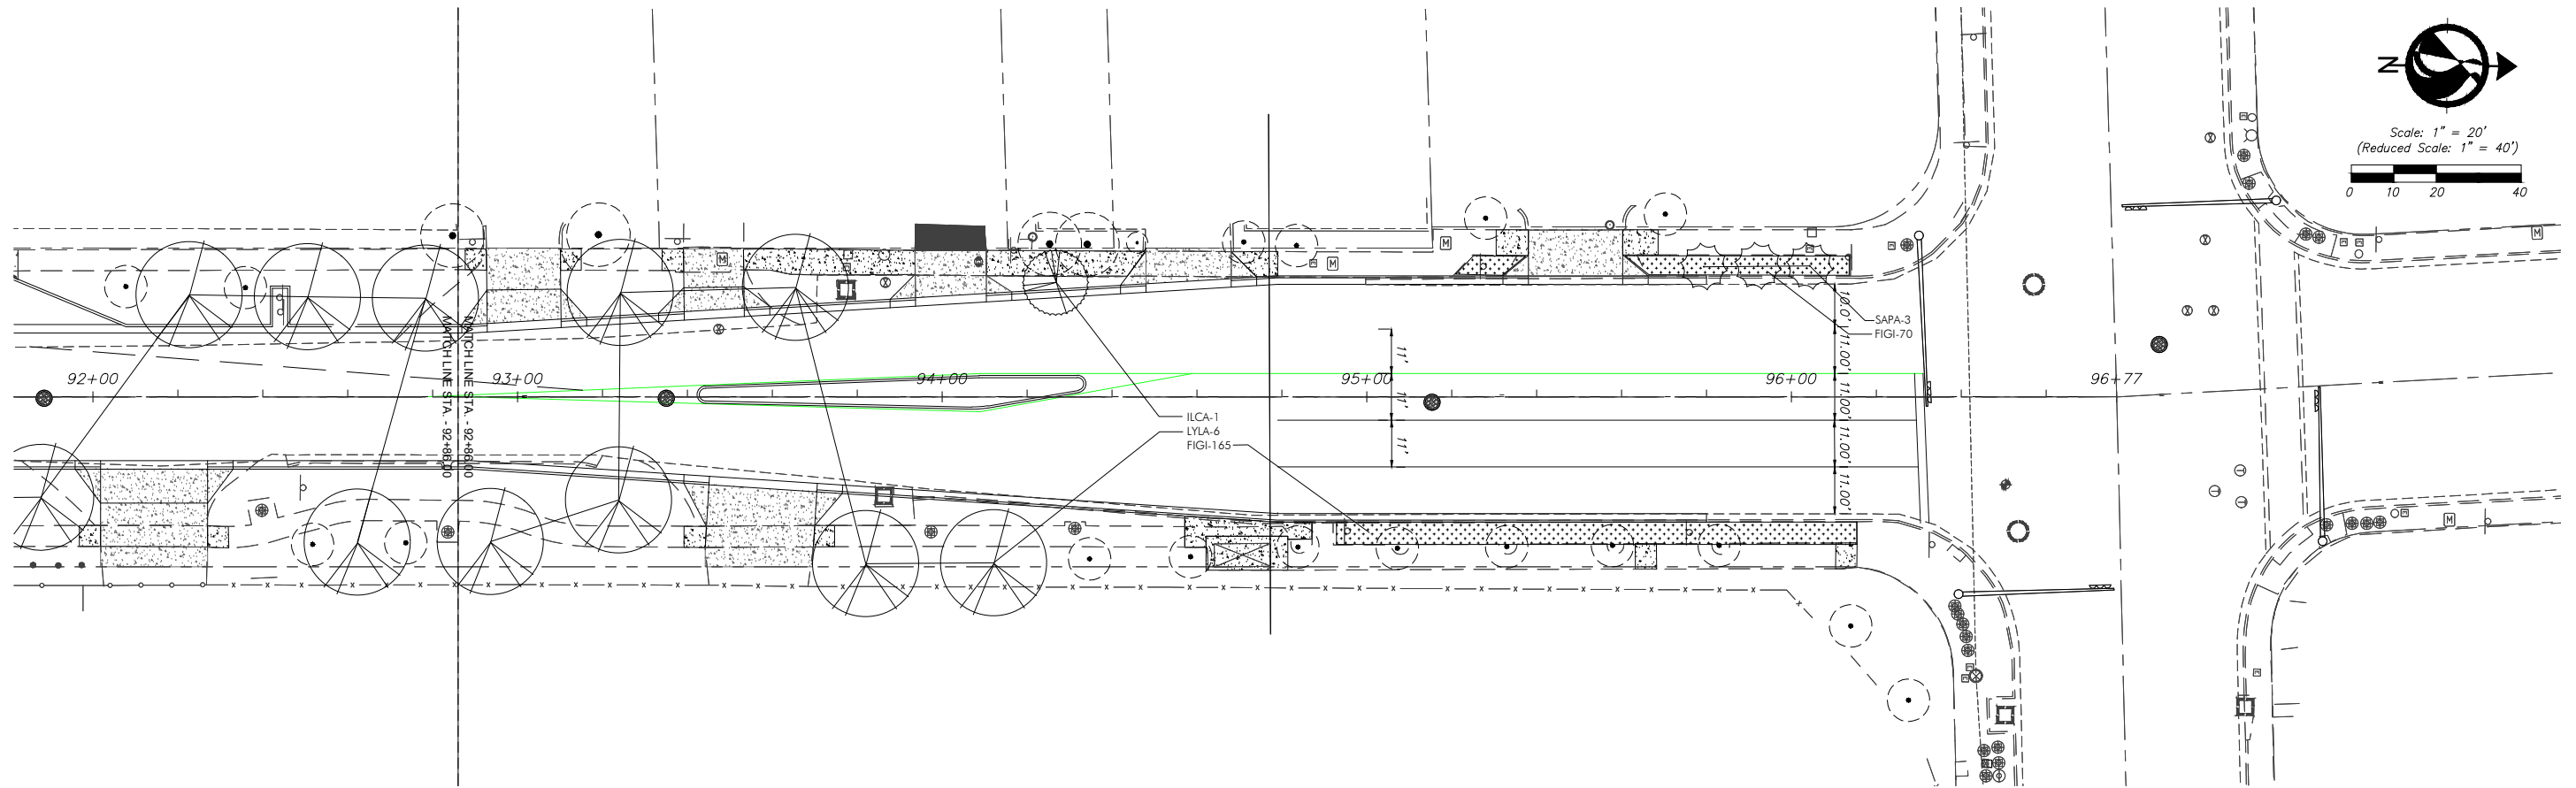 N
Scale: 1" = 20'
(Reduced Scale: 1" = 40')
0 10 20 40
M
M
M
M
M
M
SAPA-3
FIGI-70
10.0'
11.00'
11.00'
11.00'
11.00'
11'
11'
11'
92+00
93+00
94+00
95+00
96+00
96+77
MATCH LINE STA. - 92+86.00
MATCH LINE STA. - 92+86.00
ILCA-1
LYLA-6
FIGI-165